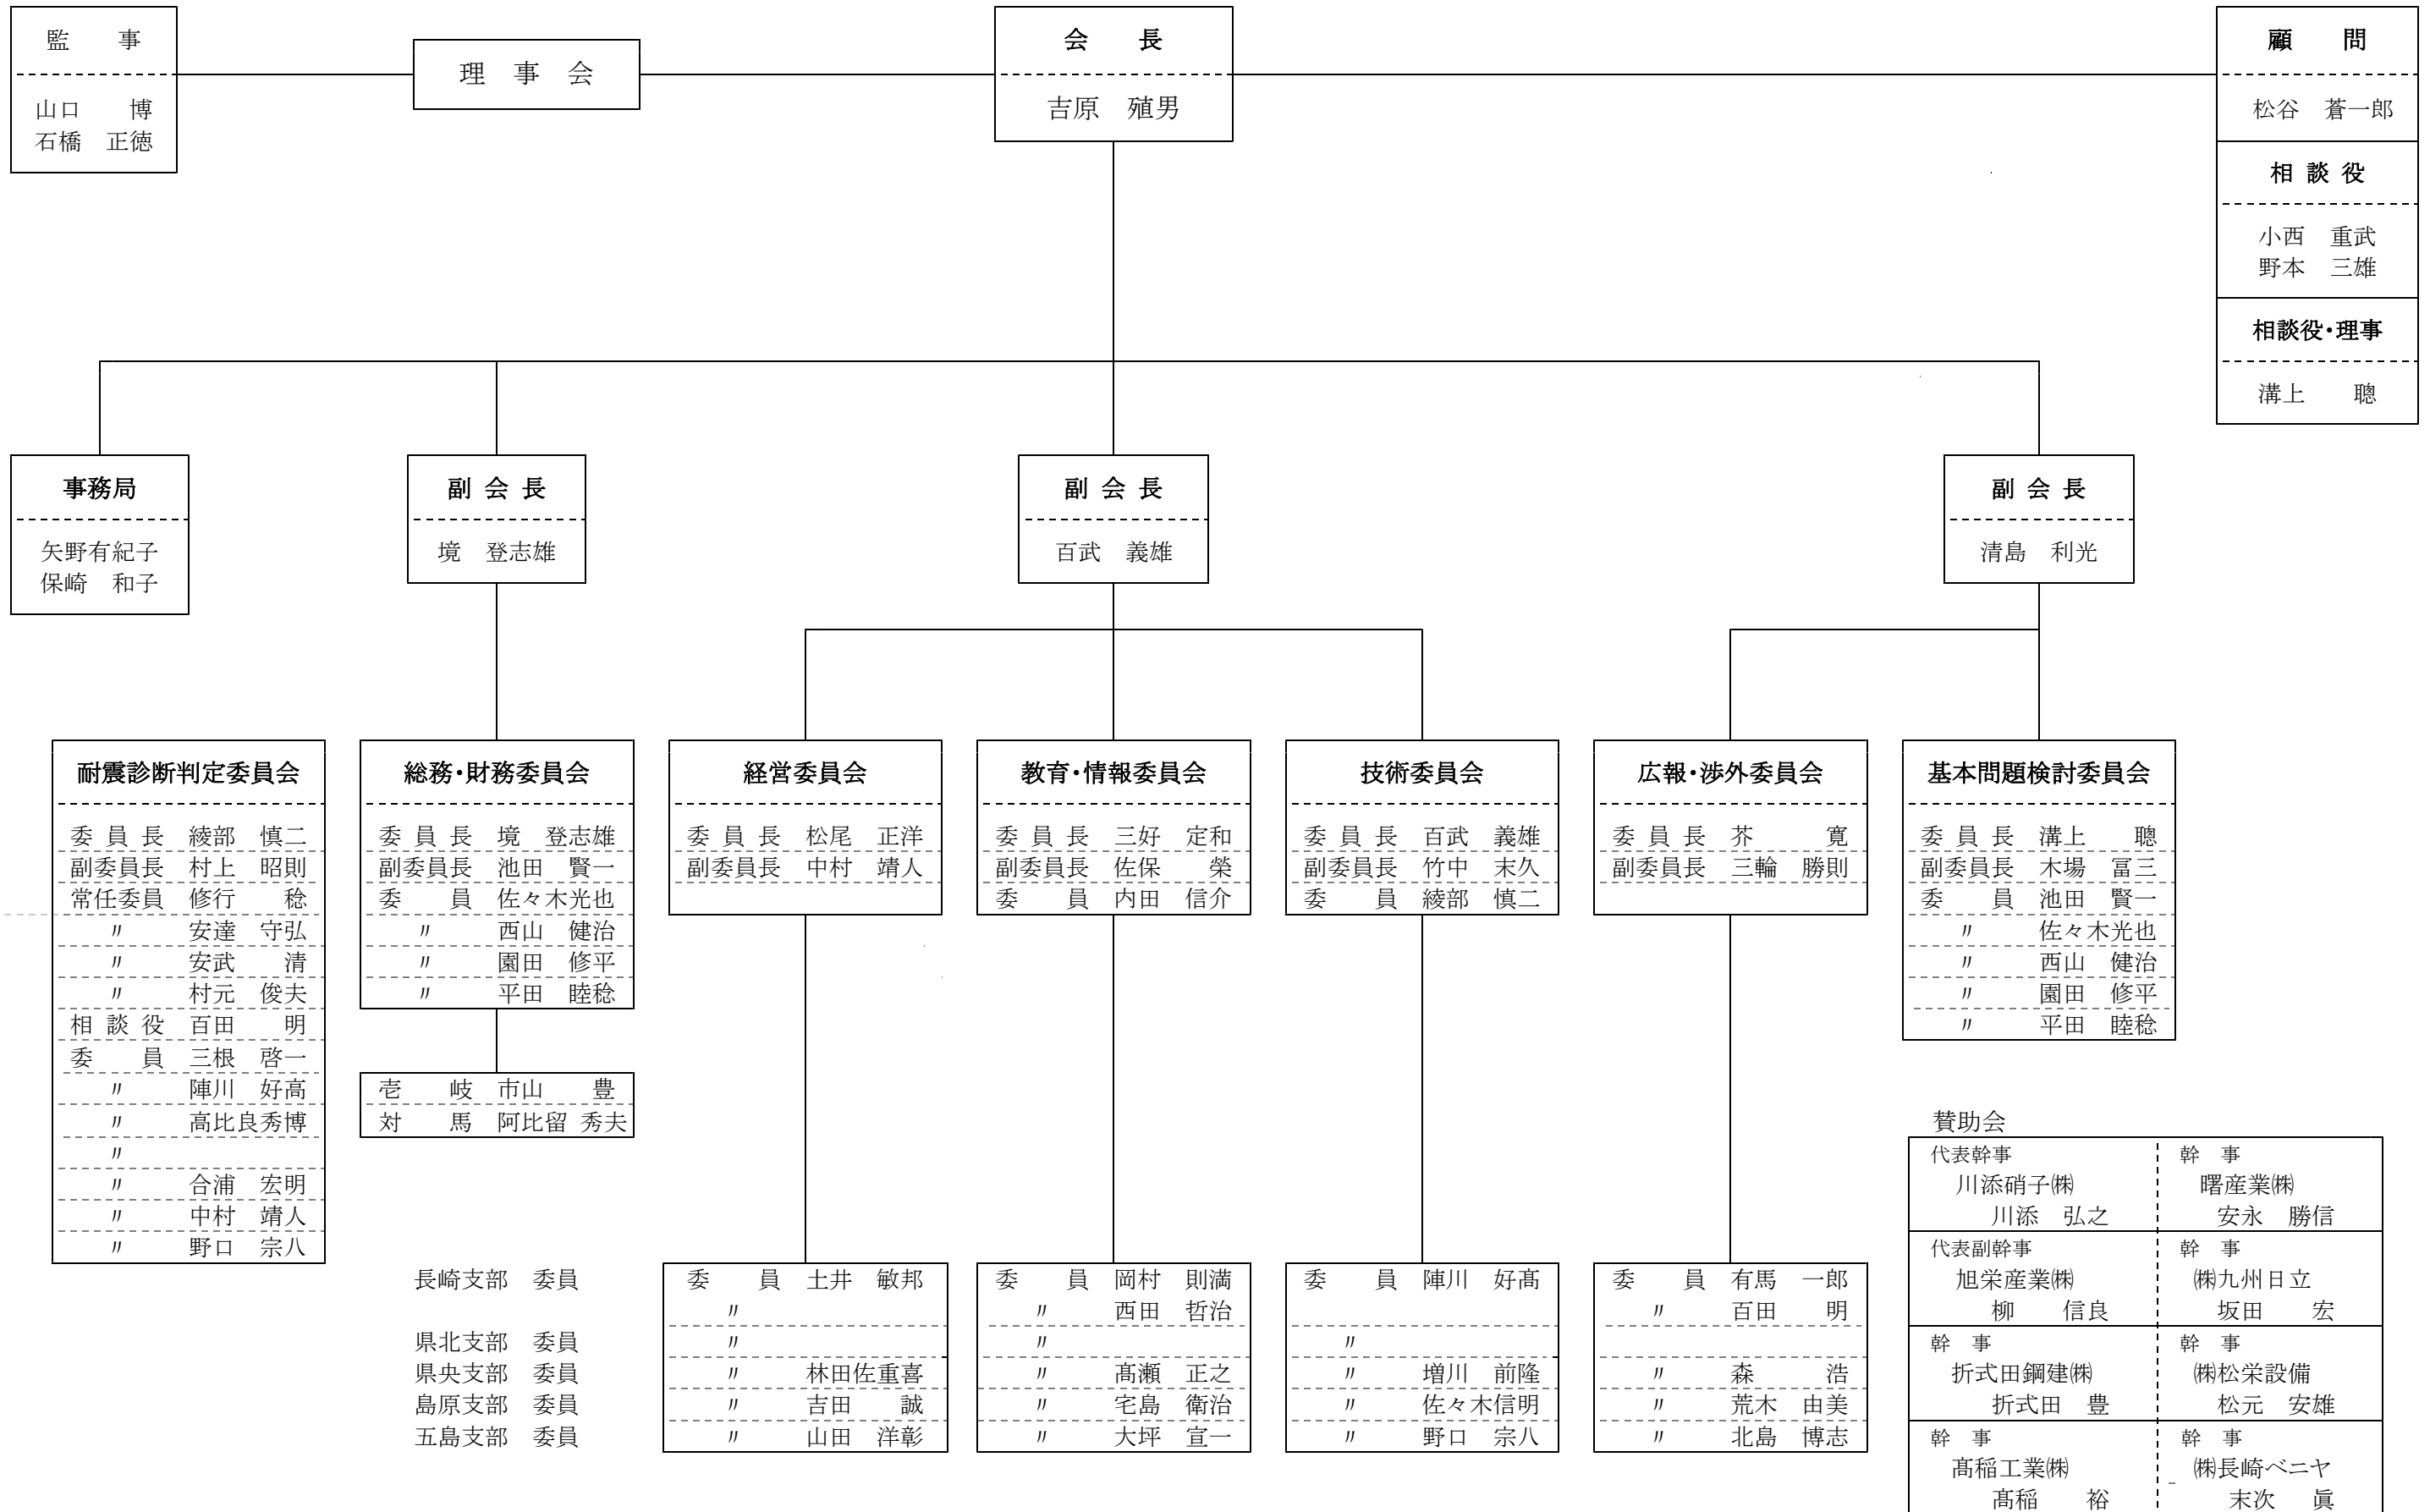 監　　事
山口　　博
石橋　正徳
理　事　会
会　　長
吉原　殖男
顧　　問
松谷　蒼一郎
相 談 役
小西　重武
野本　三雄
相談役・理事
溝上　　聰
事務局
矢野有紀子
保崎　和子
副 会 長
境　登志雄
副 会 長
百武　義雄
副 会 長
清島　利光
耐震診断判定委員会
委 員 長　綾部　慎二
副委員長　村上　昭則
常任委員　修行　　稔
〃　安達　守弘
〃　安武　　清
〃　村元　俊夫
相 談 役　百田　　明
委　　員　三根　啓一
〃　陣川　好高
〃　高比良秀博
〃
〃　合浦　宏明
〃　中村　靖人
〃　野口　宗八
総務・財務委員会
委 員 長　境　登志雄
副委員長　池田　賢一
委　　員　佐々木光也
〃　西山　健治
〃　園田　修平
〃　平田　睦稔
壱　　岐　市山　　豊
対　　馬　阿比留 秀夫
経営委員会
委 員 長　松尾　正洋
副委員長　中村　靖人
教育・情報委員会
委 員 長　三好　定和
副委員長　佐保　　榮
委　　員　内田　信介
技術委員会
委 員 長　百武　義雄
副委員長　竹中　末久
委　　員　綾部　慎二
広報・渉外委員会
委 員 長　芥　　　寛
副委員長　三輪　勝則
基本問題検討委員会
委 員 長　溝上　　聰
副委員長　木場　冨三
委　　員　池田　賢一
〃　佐々木光也
〃　西山　健治
〃　園田　修平
〃　平田　睦稔
長崎支部　委員
県北支部　委員
県央支部　委員
島原支部　委員
五島支部　委員
委　　員　土井　敏邦
〃
〃
〃　林田佐重喜
〃　吉田　　誠
〃　山田　洋彰
委　　員　岡村　則満
〃　西田　哲治
〃
〃　髙瀬　正之
〃　宅島　衛治
〃　大坪　宣一
委　　員　陣川　好髙
〃
〃　増川　前隆
〃　佐々木信明
〃　野口　宗八
委　　員　有馬　一郎
〃　百田　　明
〃　森　　　浩
〃　荒木　由美
〃　北島　博志
賛助会
代表幹事
川添硝子㈱
川添　弘之
幹　事
曙産業㈱
安永　勝信
代表副幹事
旭栄産業㈱
柳　　信良
幹　事
㈱九州日立
坂田　　宏
幹　事
折式田鋼建㈱
折式田　豊
幹　事
㈱松栄設備
松元　安雄
幹　事
髙稲工業㈱
髙稲　　裕
幹　事
㈱長崎ベニヤ
末次　　眞